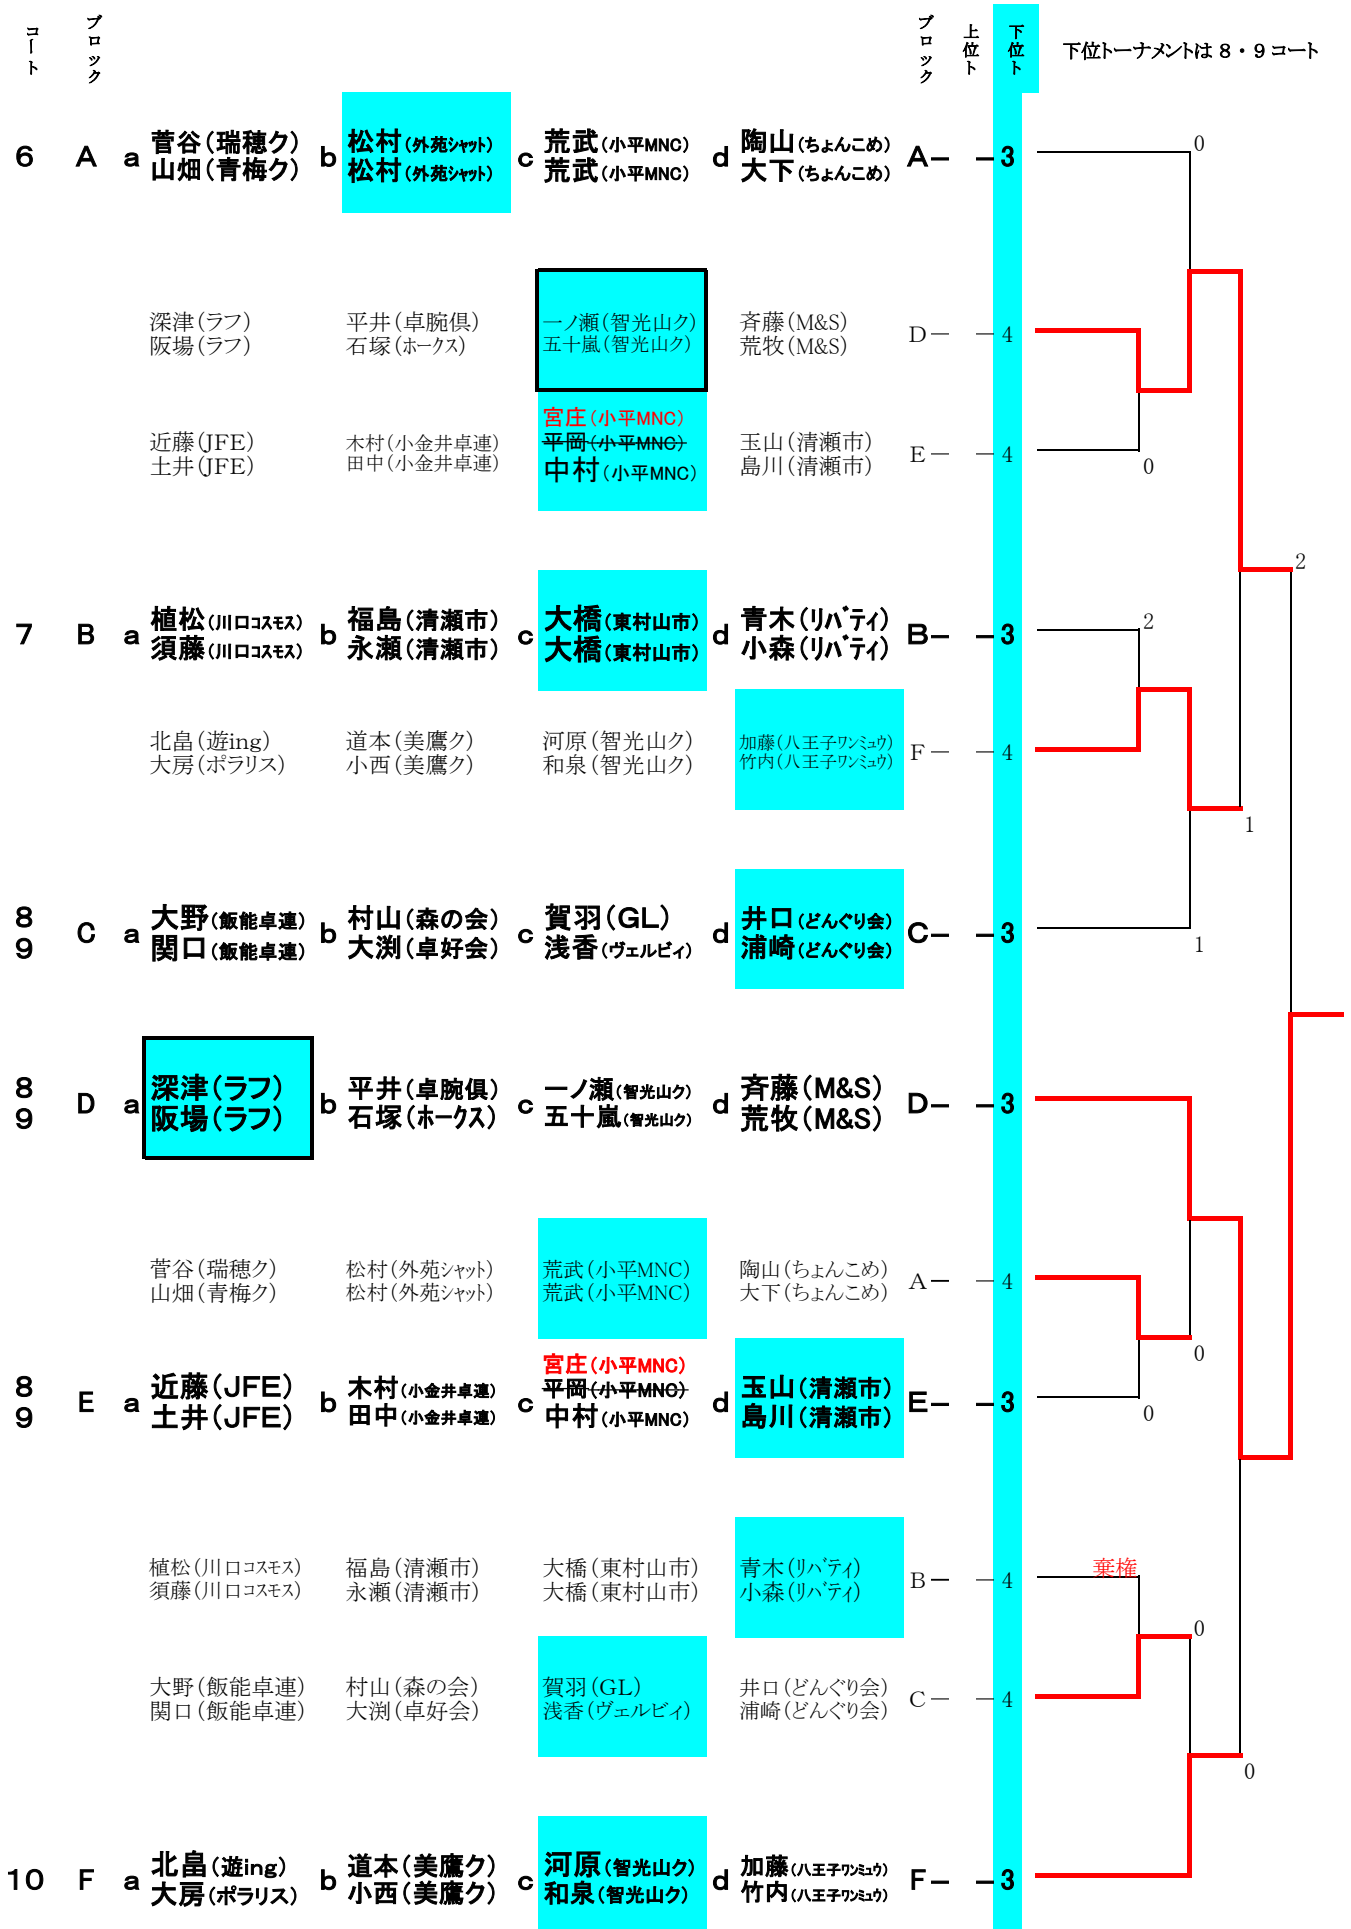 コート ブロック ブロック 上位ト 下位ト 下位トーナメントは 8・9 コート
0
菅谷(瑞穂ク) 松村(外苑シャット) 荒武(小平MNC) 陶山(ちょんこめ)
6 A a b c d A— —3
山畑(青梅ク) 松村(外苑シャット) 荒武(小平MNC) 大下(ちょんこめ)
深津(ラフ) 平井(卓腕倶) 一ノ瀬(智光山ク) 斉藤(M&S)
D— —4
阪場(ラフ) 石塚(ホークス) 五十嵐(智光山ク) 荒牧(M&S)
宮庄(小平MNC)
近藤(JFE) 木村(小金井卓連) 平岡(小平MNC) 玉山(清瀬市)
E— —4
土井(JFE) 田中(小金井卓連) 中村(小平MNC) 島川(清瀬市)
0
2
植松(川口コスモス) 福島(清瀬市) 大橋(東村山市) 青木(リバティ)
2
7 B a b c d B— —3
須藤(川口コスモス) 永瀬(清瀬市) 大橋(東村山市) 小森(リバティ)
北畠(遊ing) 道本(美鷹ク) 河原(智光山ク) 加藤(八王子ワンミュウ)
F— —4
大房(ポラリス) 小西(美鷹ク) 和泉(智光山ク) 竹内(八王子ワンミュウ)
1
8 大野(飯能卓連) 村山(森の会) 賀羽(GL) 井口(どんぐり会)
C a b c d C— —3
9 関口(飯能卓連) 大渕(卓好会) 浅香(ヴェルビィ) 浦崎(どんぐり会)
1
8 深津(ラフ) 平井(卓腕倶) 一ノ瀬(智光山ク) 斉藤(M&S)
D a b c d D— —3
9 阪場(ラフ) 石塚(ホークス) 五十嵐(智光山ク) 荒牧(M&S)
菅谷(瑞穂ク) 松村(外苑シャット) 荒武(小平MNC) 陶山(ちょんこめ)
A— —4
山畑(青梅ク) 松村(外苑シャット) 荒武(小平MNC) 大下(ちょんこめ)
0
宮庄(小平MNC)
8 近藤(JFE) 木村(小金井卓連) 平岡(小平MNC) 玉山(清瀬市)
E a b c d E— —3
9 土井(JFE) 田中(小金井卓連) 中村(小平MNC) 島川(清瀬市)
0
植松(川口コスモス) 福島(清瀬市) 大橋(東村山市) 青木(リバティ) 棄権
B— —4
須藤(川口コスモス) 永瀬(清瀬市) 大橋(東村山市) 小森(リバティ)
0
大野(飯能卓連) 村山(森の会) 賀羽(GL) 井口(どんぐり会)
C— —4
関口(飯能卓連) 大渕(卓好会) 浅香(ヴェルビィ) 浦崎(どんぐり会)
0
北畠(遊ing) 道本(美鷹ク) 河原(智光山ク) 加藤(八王子ワンミュウ)
10 F a b c d F— —3
大房(ポラリス) 小西(美鷹ク) 和泉(智光山ク) 竹内(八王子ワンミュウ)